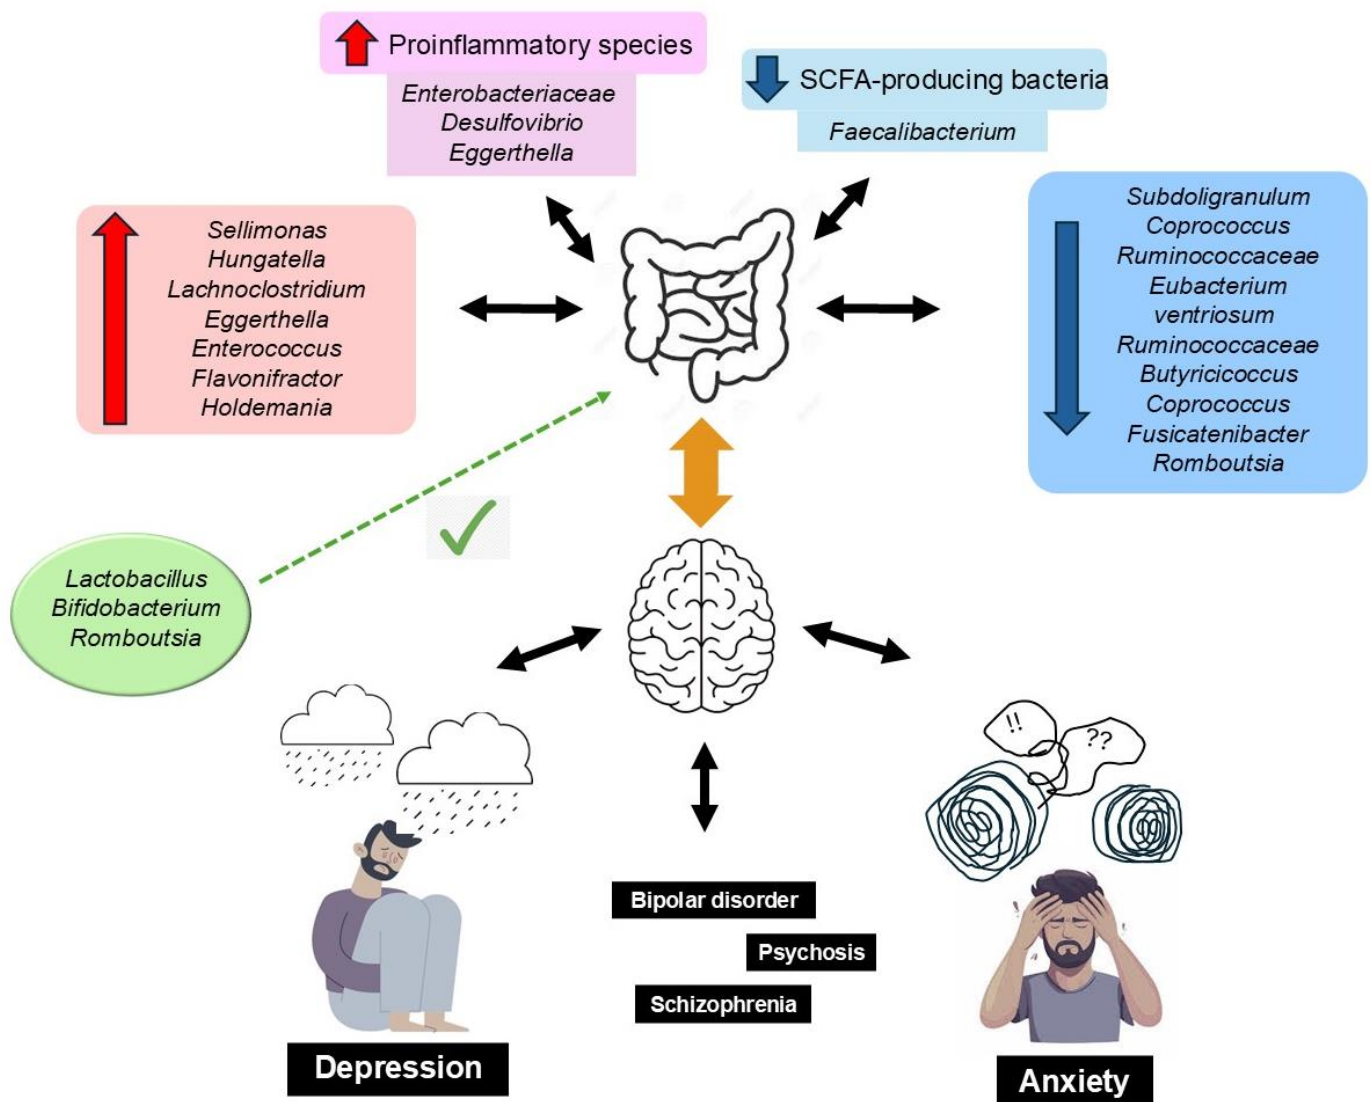 Proinflammatory species
Enterobacteriaceae
Desulfovibrio
Eggerthella
SCFA-producing bacteria
Faecalibacterium
Sellimonas
Hungatella
Lachnoclostridium
Eggerthella
Enterococcus
Flavonifractor
Holdemania
Subdoligranulum
Coprococcus
Ruminococcaceae
Eubacterium
ventriosum
Ruminococcaceae
Butyricicoccus
Coprococcus
Fusicatenibacter
Romboutsia
Lactobacillus
Bifidobacterium
Romboutsia
!!
??
Bipolar disorder
Psychosis
Schizophrenia
Depression
Anxiety